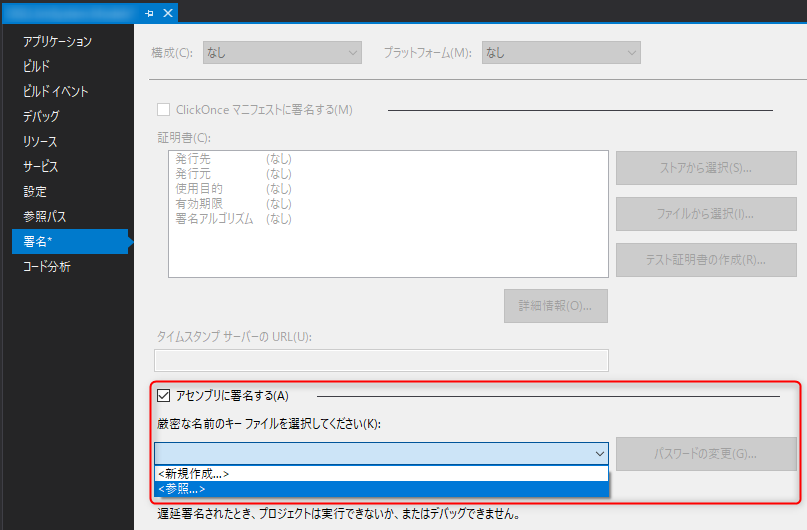 アプリケーション
ビルド
ビルド イベント
デバッグ
リソース
サービス
設定
参照パス
署名*
コード分析
構成(C): なし プラットフォーム(M): なし
ClickOnce マニフェストに署名する(M)
証明書(C):
発行先 (なし)
発行元 (なし)
使用目的 (なし)
有効期限 (なし)
署名アルゴリズム (なし)
ストアから選択(S)...
ファイルから選択(I)...
テスト証明書の作成(R)...
詳細情報(O)...
タイムスタンプ サーバーの URL(U):
アセンブリに署名する(A)
厳密な名前のキー ファイルを選択してください(K):
パスワードの変更(G)...
<新規作成...>
<参照...>
遅延署名されたとき、プロジェクトは実行できないか、またはデバッグできません。